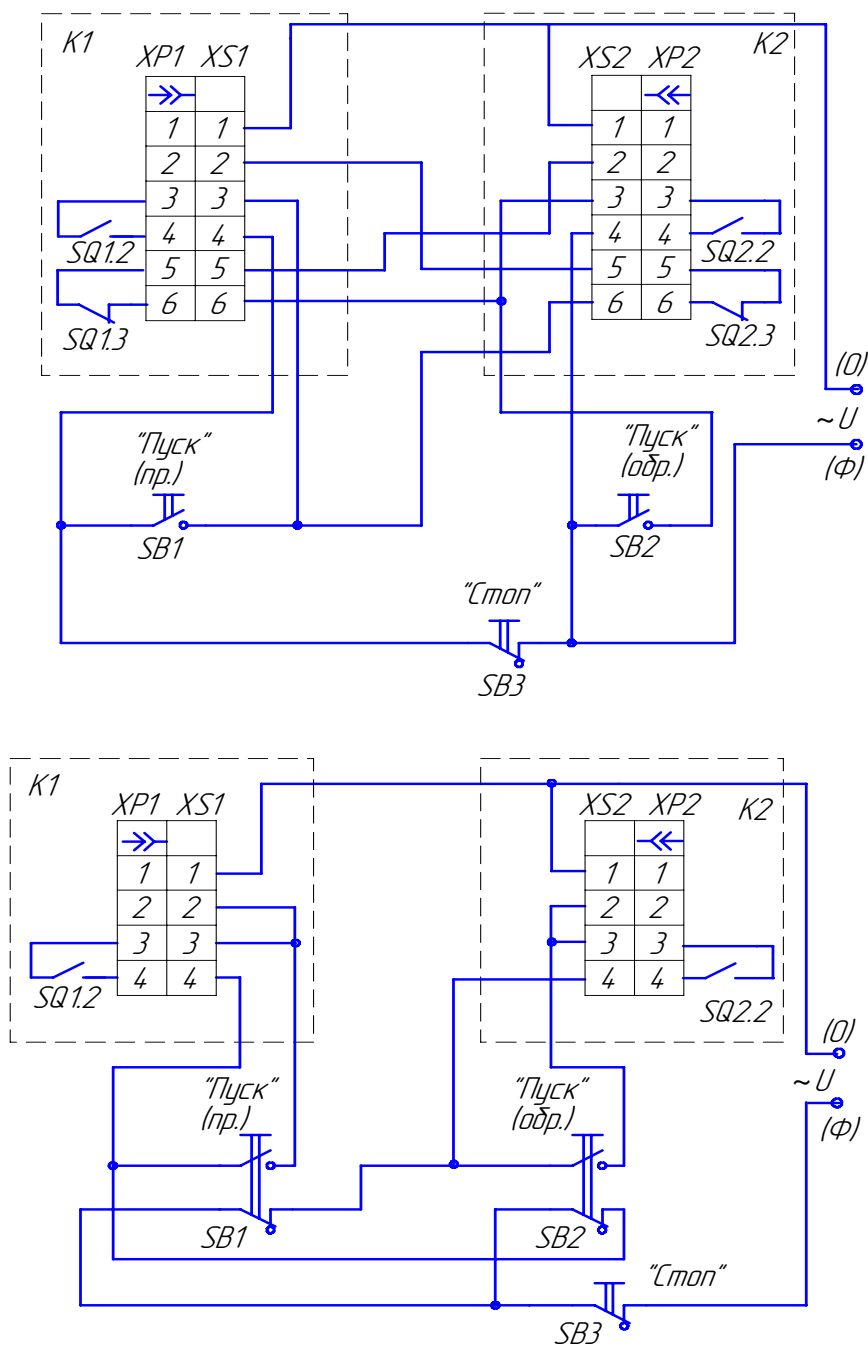 K1
XP1 XS1
XS2 XP2
K2
1 1
2 2
3 3
4 4
5 5
6 6
1 1
2 2
3 3
4 4
5 5
6 6
SQ1.2
SQ1.3
SQ2.2
SQ2.3
(0)
~U
(Ф)
"Пуск"
(пр.)
SB1
"Пуск"
(обр.)
SB2
"Стоп"
SB3
K1
XP1 XS1
XS2 XP2
K2
1 1
2 2
3 3
4 4
1 1
2 2
3 3
4 4
SQ1.2
SQ2.2
(0)
~U
(Ф)
"Пуск"
(пр.)
SB1
"Пуск"
(обр.)
SB2
"Стоп"
SB3